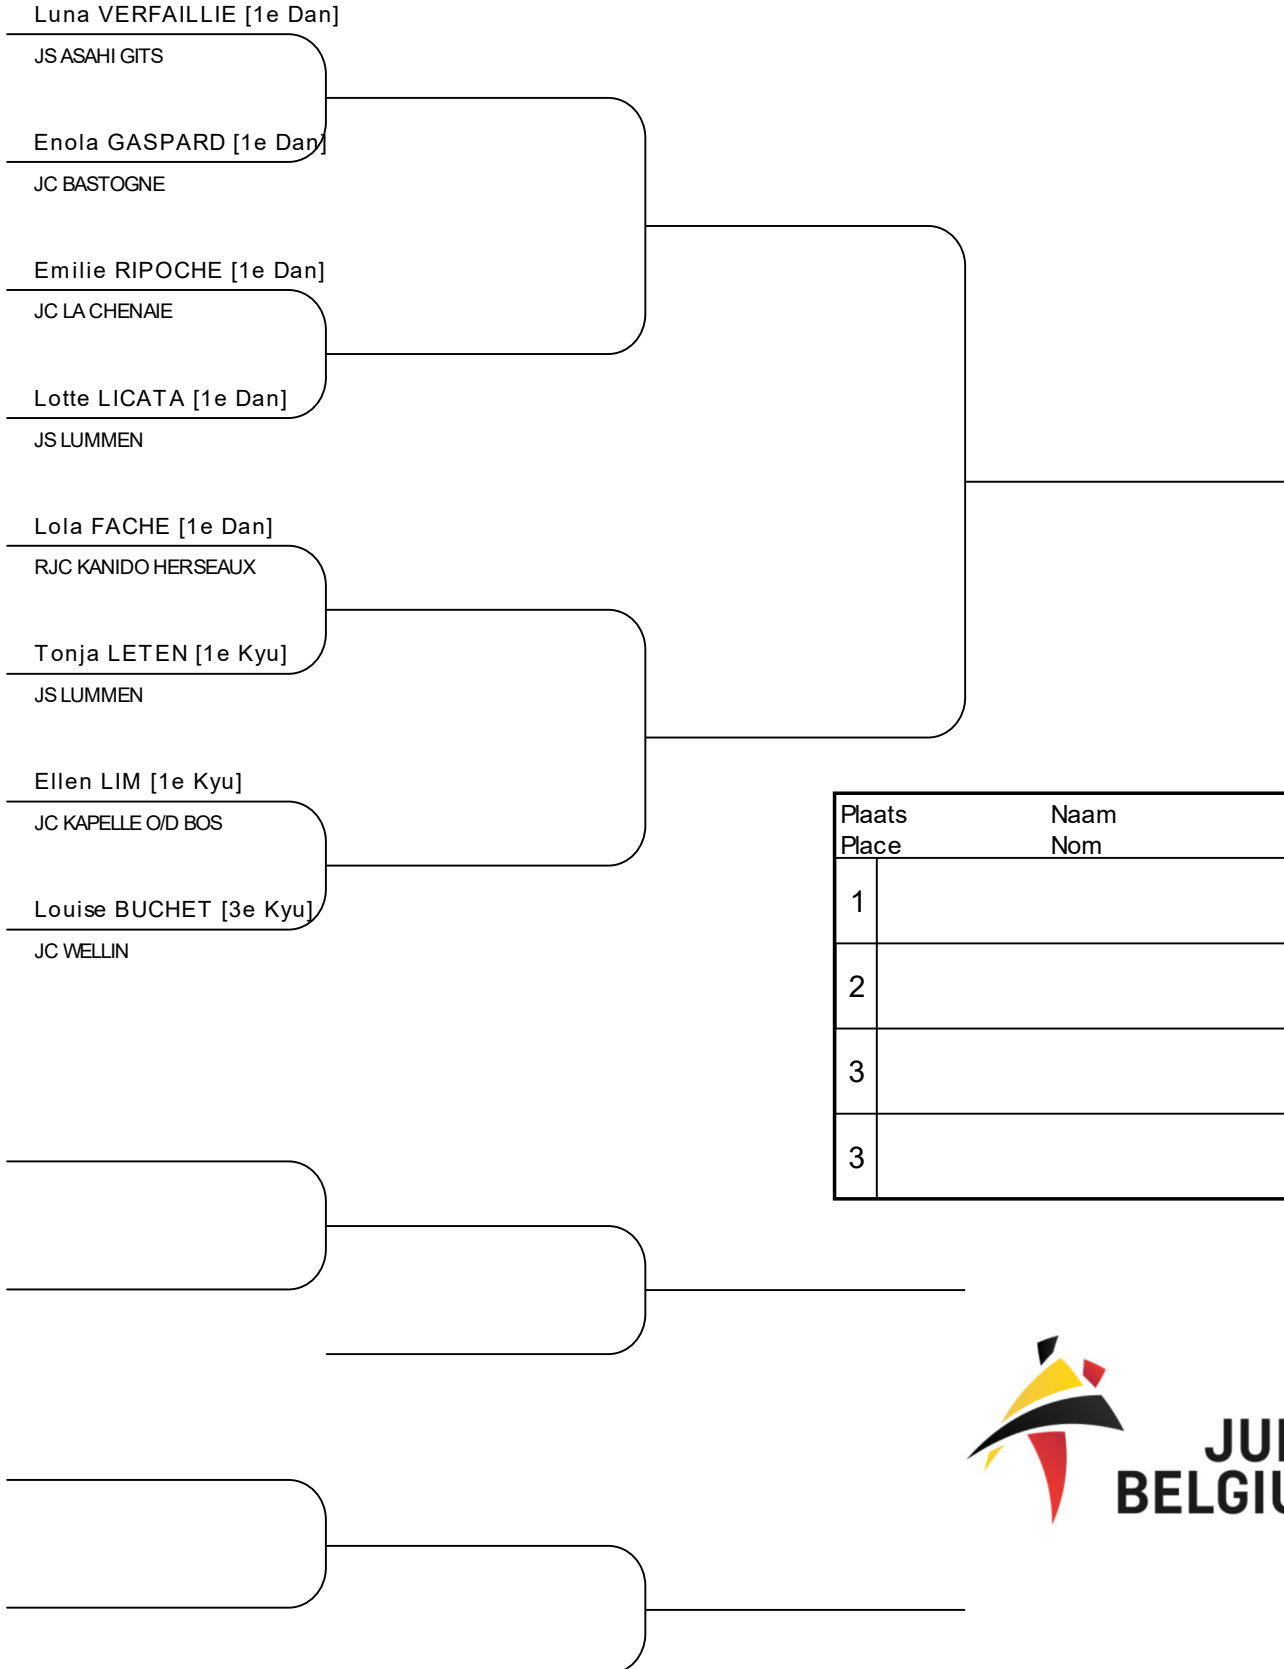 Luna VERFAILLIE [1e Dan]
JS ASAHI GITS
Enola GASPARD [1e Dan]
JC BASTOGNE
Emilie RIPOCHE [1e Dan]
JC LA CHENAIE
Lotte LICATA [1e Dan]
JS LUMMEN
Lola FACHE [1e Dan]
RJC KANIDO HERSEAUX
Tonja LETEN [1e Kyu]
JS LUMMEN
Ellen LIM [1e Kyu]
JC KAPELLE O/D BOS
Louise BUCHET [3e Kyu]
JC WELLIN
Plaats Naam
Place Nom
1
2
3
3
JU
BELGIU